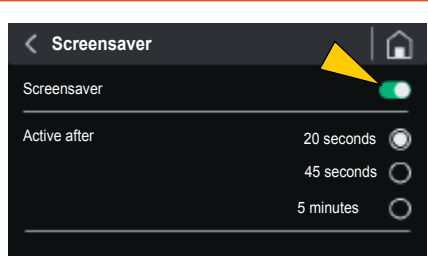 Screensaver
Screensaver
Active after
20 seconds
45 seconds
5 minutes